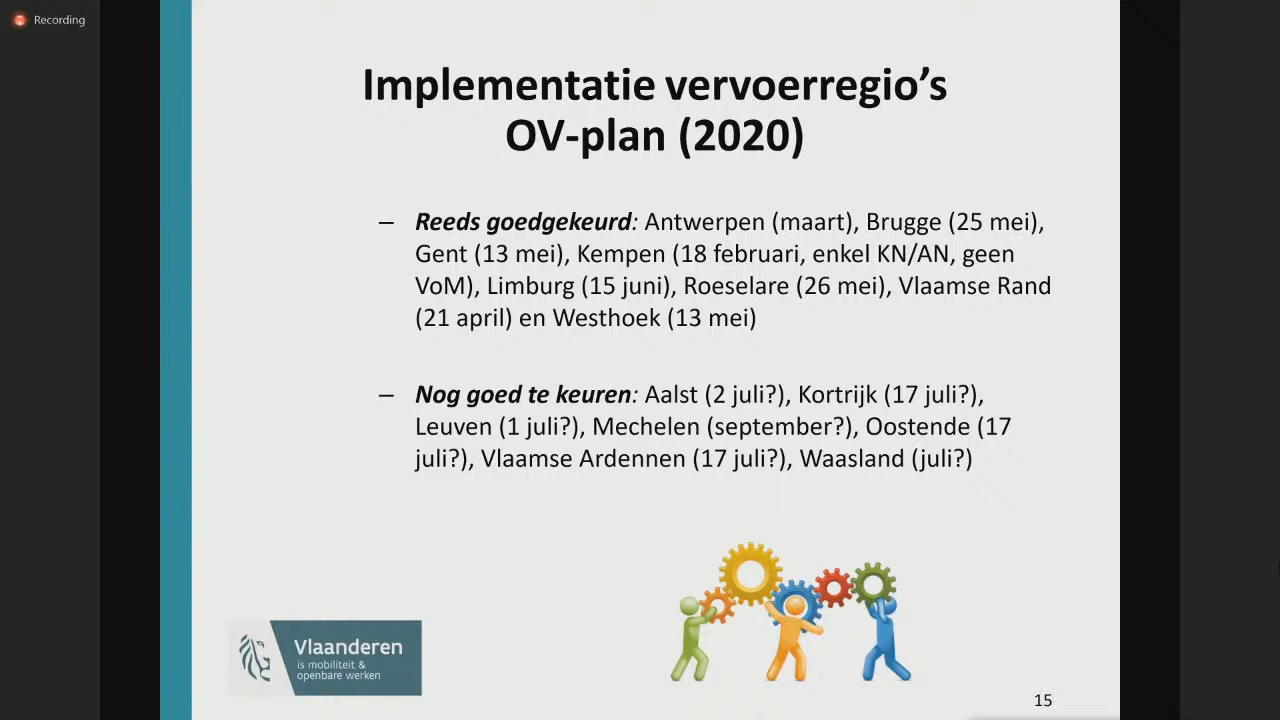 Recording
Implementatie vervoerregio’s
OV-plan (2020)
– Reeds goedgekeurd: Antwerpen (maart), Brugge (25 mei),
Gent (13 mei), Kempen (18 februari, enkel KN/AN, geen
VoM), Limburg (15 juni), Roeselare (26 mei), Vlaamse Rand
(21 april) en Westhoek (13 mei)
– Nog goed te keuren: Aalst (2 juli?), Kortrijk (17 juli?),
Leuven (1 juli?), Mechelen (september?), Oostende (17
juli?), Vlaamse Ardennen (17 juli?), Waasland (juli?)
Vlaanderen
is mobiliteit &
openbare werken
15